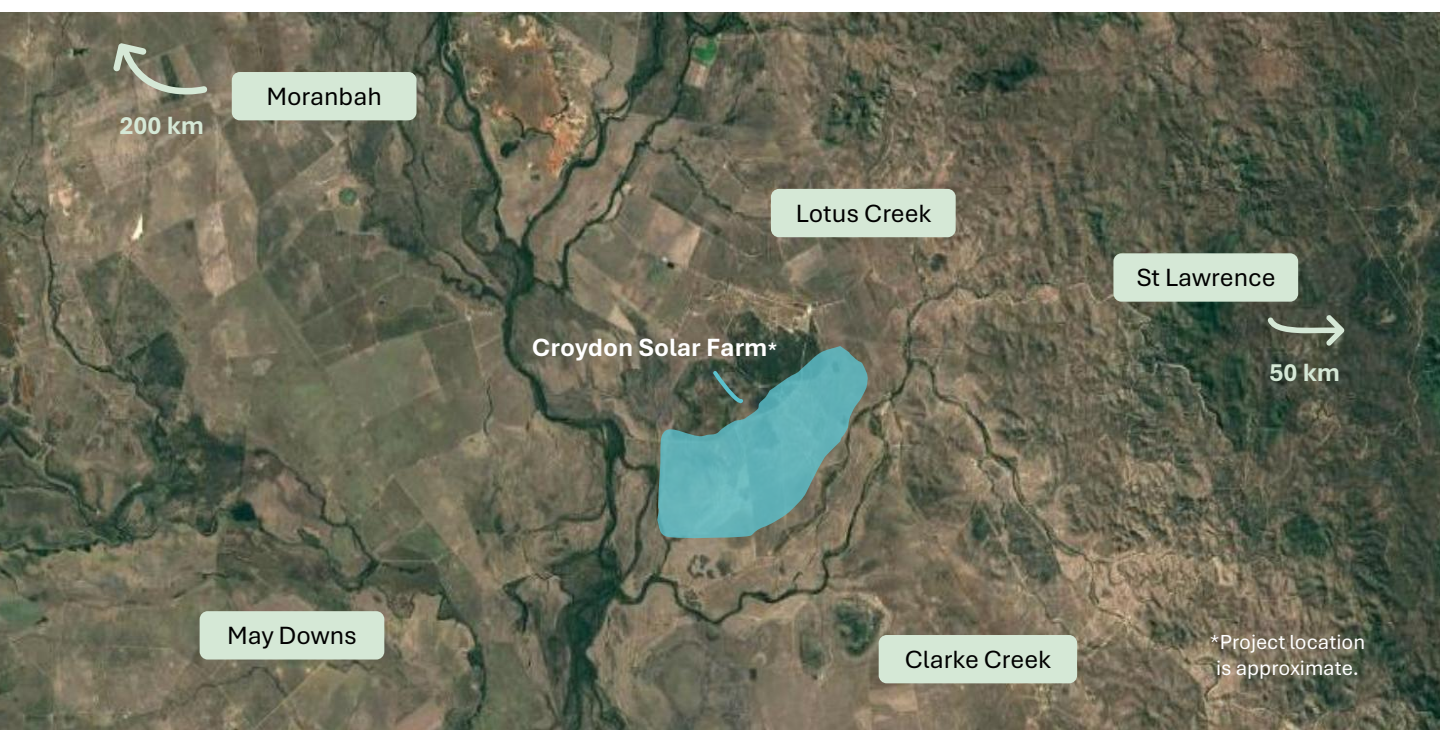 Moranbah
200 km
Lotus Creek
St Lawrence
50 km
Croydon Solar Farm*
May Downs
Clarke Creek
*Project location
is approximate.